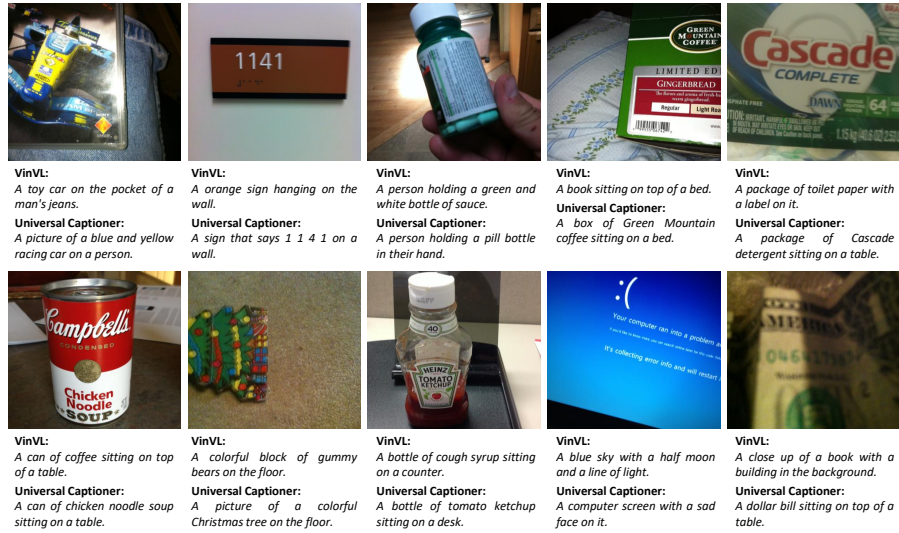 1141
GREEN
MOUNTAIN
COFFEE
LIMITED
GINGERBREAD
Regular
Light
Cascade
COMPLETE
DAWN
64
1.15 kg
VinVL:
A toy car on the pocket of a
man's jeans.
Universal Captioner:
A picture of a blue and yellow
racing car on a person.
VinVL:
A orange sign hanging on the
wall.
Universal Captioner:
A sign that says 1 1 4 1 on a
wall.
VinVL:
A person holding a green and
white bottle of sauce.
Universal Captioner:
A person holding a pill bottle
in their hand.
VinVL:
A book sitting on top of a bed.
Universal Captioner:
A box of Green Mountain
coffee sitting on a bed.
VinVL:
A package of toilet paper with
a label on it.
Universal Captioner:
A package of Cascade
detergent sitting on a table.
Campbell's
CONDENSED
Chicken
Noodle
SOUP
40
HEINZ
TOMATO
KETCHUP
:(
Your computer ran into a problem
It's collecting error info and will restart
VinVL:
A can of coffee sitting on top
of a table.
Universal Captioner:
A can of chicken noodle soup
sitting on a table.
VinVL:
A colorful block of gummy
bears on the floor.
Universal Captioner:
A picture of a colorful
Christmas tree on the floor.
VinVL:
A bottle of cough syrup sitting
on a counter.
Universal Captioner:
A bottle of tomato ketchup
sitting on a desk.
VinVL:
A blue sky with a half moon
and a line of light.
Universal Captioner:
A computer screen with a sad
face on it.
VinVL:
A close up of a book with a
building in the background.
Universal Captioner:
A dollar bill sitting on top of a
table.